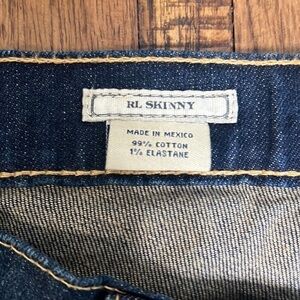 RL SKINNY
MADE IN MEXICO
99% COTTON
1% ELASTANE